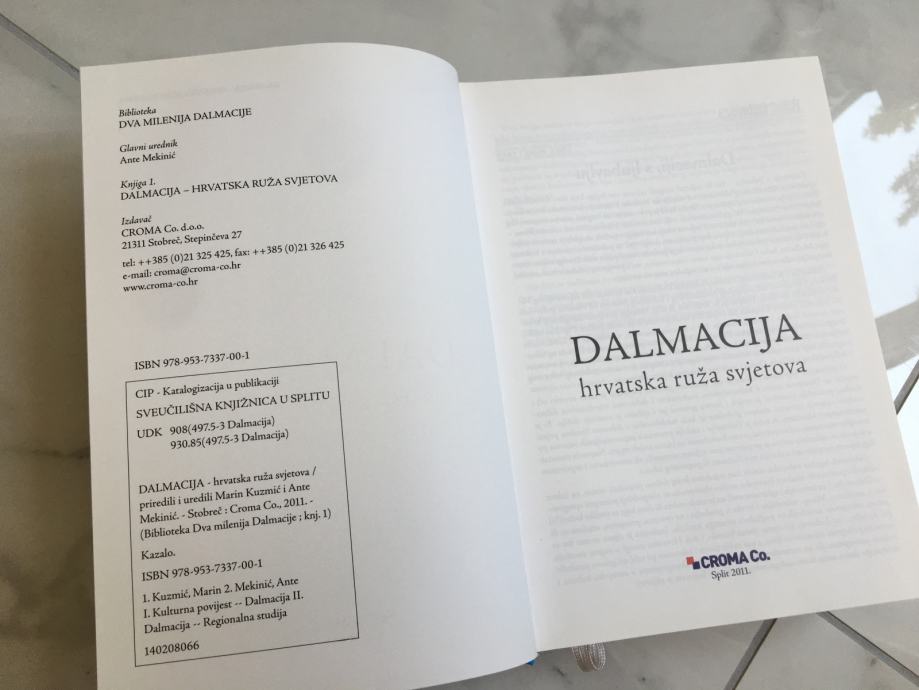 Biblioteka
DVA MILENIJA DALMACIJE
Glavni urednik
Ante Mekinić
Knjiga 1.
DALMACIJA – HRVATSKA RUŽA SVJETOVA
Izdavač
CROMA Co. d.o.o.
21311 Stobreč, Stepinčeva 27
tel: ++385 (0)21 325 425, fax: ++385 (0)21 326 425
e-mail: croma@croma-co.hr
www.croma-co.hr
ISBN 978-953-7337-00-1
CIP - Katalogizacija u publikaciji
SVEUČILIŠNA KNJIŽNICA U SPLITU
UDK 908(497.5-3 Dalmacija)
930.85(497.5-3 Dalmacija)
DALMACIJA - hrvatska ruža svjetova /
priredili i uredili Marin Kuzmić i Ante
Mekinić. - Stobreč : Croma Co., 2011. -
(Biblioteka Dva milenija Dalmacije ; knj. 1)
Kazalo.
ISBN 978-953-7337-00-1
1. Kuzmić, Marin 2. Mekinić, Ante
I. Kulturna povijest -- Dalmacija II.
Dalmacija -- Regionalna studija
140208066
DALMACIJA
hrvatska ruža svjetova
CROMA Co.
Split 2011.